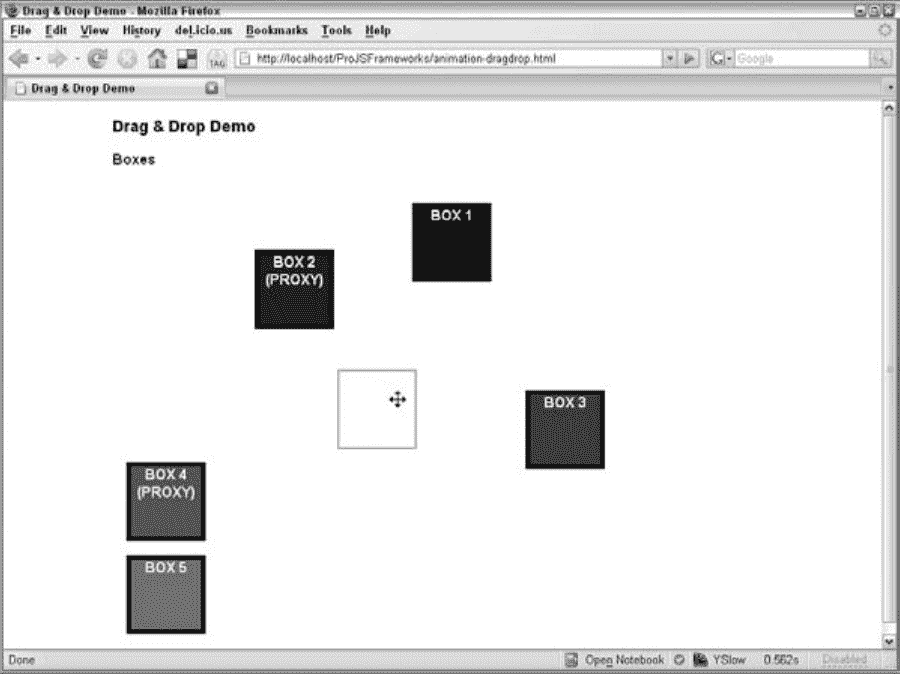 Drag & Drop Demo - Mozilla Firefox
File Edit View History del.icio.us Bookmarks Tools Help
TAG http://localhost/ProJSFrameworks/animation-dragdrop.html G Google
Drag & Drop Demo
Drag & Drop Demo
Boxes
BOX 1
BOX 2
(PROXY)
BOX 3
BOX 4
(PROXY)
BOX 5
Done Open Notebook YSlow 0.562s Disabled